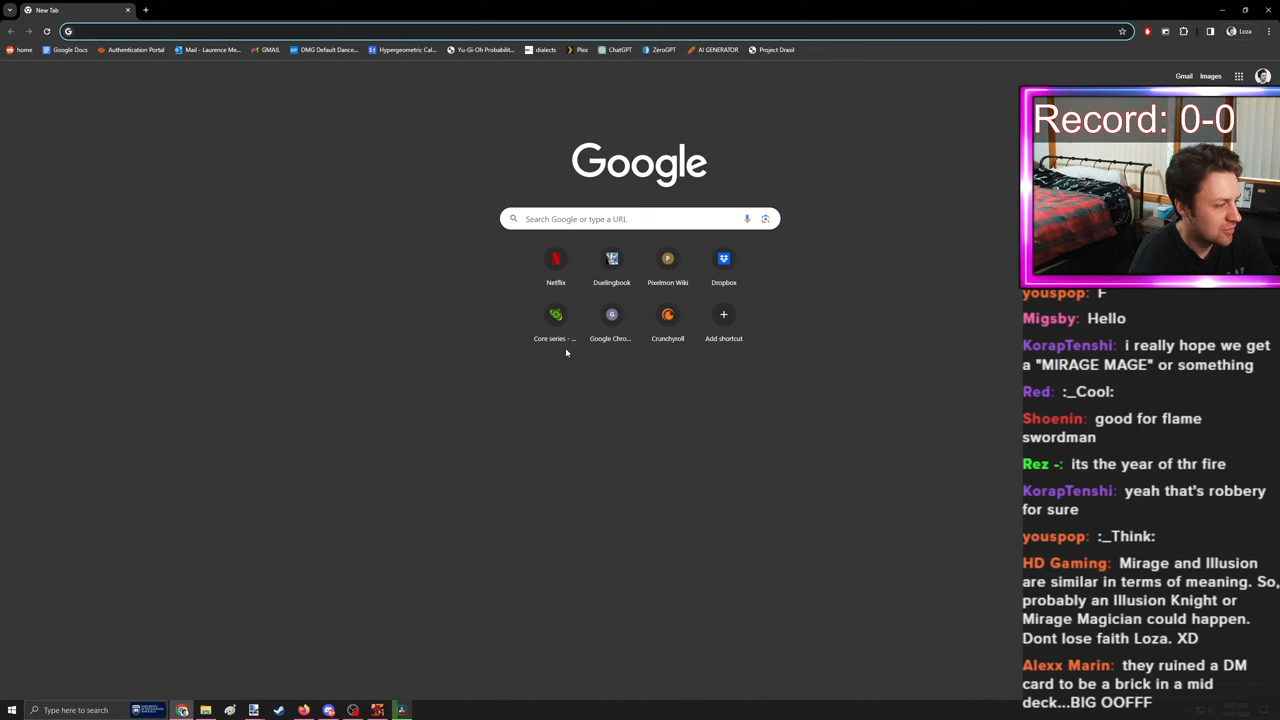 New Tab
home
Google Docs
Authentication Portal
Mail - Laurence Me...
GMAIL
DMG Default Dance...
Hypergeometric Cal...
Yu-Gi-Oh Probabilit...
dialects
Plex
ChatGPT
ZeroGPT
AI GENERATOR
Project Drasil
Loza
Gmail
Images
Record: 0-0
Google
Search Google or type a URL
Netflix
Duelingbook
Pixelmon Wiki
Dropbox
Core series - ...
Google Chro...
Crunchyroll
Add shortcut
youspop: F
Migsby: Hello
KorapTenshi: i really hope we get
a "MIRAGE MAGE" or something
Red: :_Cool:
Shoenin: good for flame
swordman
Rez -: its the year of thr fire
KorapTenshi: yeah that's robbery
for sure
youspop: :_Think:
HD Gaming: Mirage and Illusion
are similar in terms of meaning. So,
probably an Illusion Knight or
Mirage Magician could happen.
Dont lose faith Loza. XD
Alexx Marin: they ruined a DM
card to be a brick in a mid
deck...BIG OOFFF
Type here to search